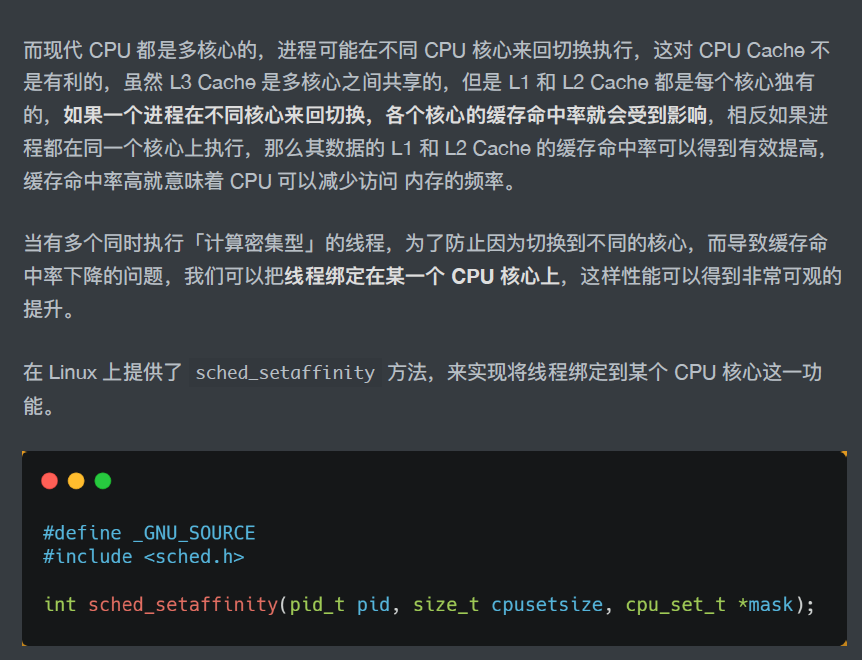 而现代 CPU 都是多核心的，进程可能在不同 CPU 核心来回切换执行，这对 CPU Cache 不
是有利的，虽然 L3 Cache 是多核心之间共享的，但是 L1 和 L2 Cache 都是每个核心独有
的，如果一个进程在不同核心来回切换，各个核心的缓存命中率就会受到影响，相反如果进
程都在同一个核心上执行，那么其数据的 L1 和 L2 Cache 的缓存命中率可以得到有效提高，
缓存命中率高就意味着 CPU 可以减少访问 内存的频率。
当有多个同时执行「计算密集型」的线程，为了防止因为切换到不同的核心，而导致缓存命
中率下降的问题，我们可以把线程绑定在某一个 CPU 核心上，这样性能可以得到非常可观的
提升。
在 Linux 上提供了 sched_setaffinity 方法，来实现将线程绑定到某个 CPU 核心这一功
能。
#define _GNU_SOURCE
#include <sched.h>
int sched_setaffinity(pid_t pid, size_t cpusetsize, cpu_set_t *mask);